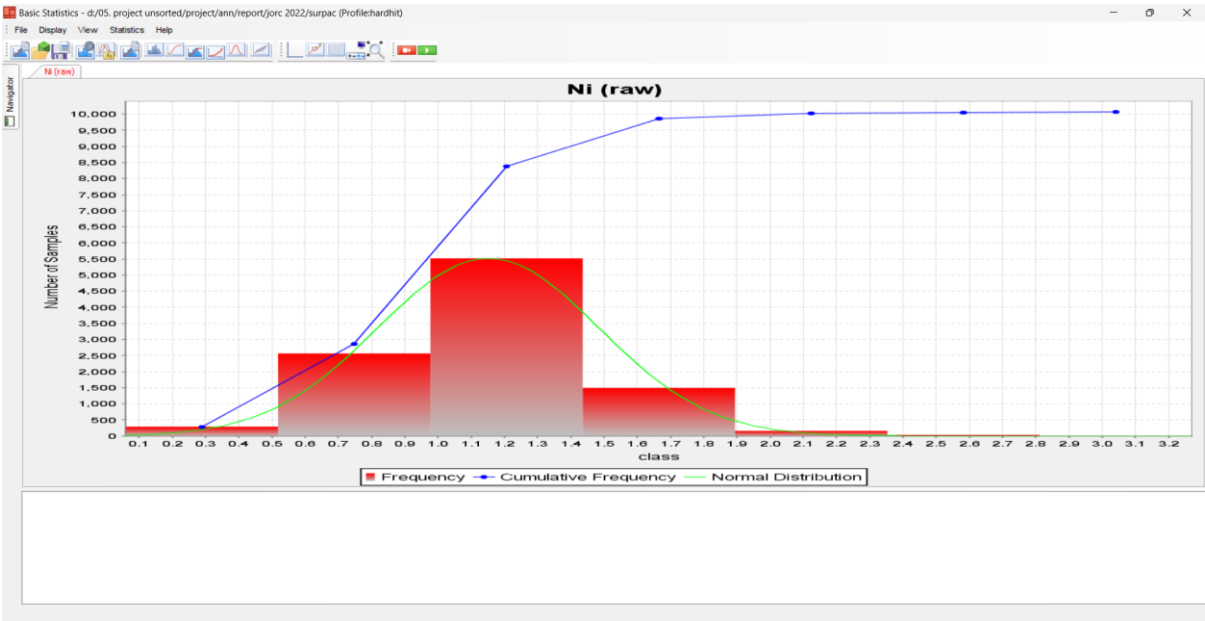 Basic Statistics - d:/05. project unsorted/project/ann/report/jorc 2022/surpac (Profile:hardhit)
File Display View Statistics Help
Ni (raw)
Navigator
Ni (raw)
Number of Samples
10,000
9,500
9,000
8,500
8,000
7,500
7,000
6,500
6,000
5,500
5,000
4,500
4,000
3,500
3,000
2,500
2,000
1,500
1,000
500
0
0.1 0.2 0.3 0.4 0.5 0.6 0.7 0.8 0.9 1.0 1.1 1.2 1.3 1.4 1.5 1.6 1.7 1.8 1.9 2.0 2.1 2.2 2.3 2.4 2.5 2.6 2.7 2.8 2.9 3.0 3.1 3.2
class
Frequency Cumulative Frequency Normal Distribution